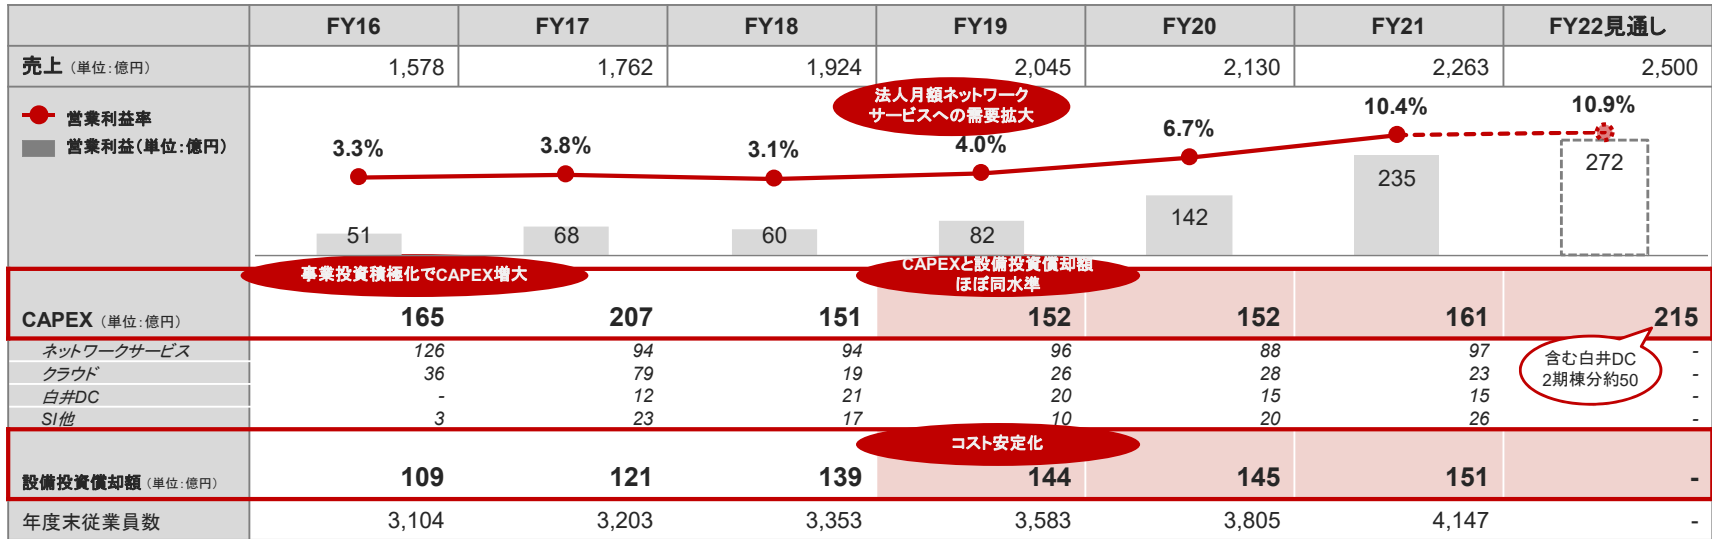 FY16 FY17 FY18 FY19 FY20 FY21 FY22見通し
売上（単位：億円） 1,578 1,762 1,924 2,045 2,130 2,263 2,500
法人月額ネットワーク
サービスへの需要拡大
営業利益率
営業利益(単位：億円)
3.3% 3.8% 3.1% 4.0% 6.7% 10.4% 10.9%
51 68 60 82 142 235 272
事業投資積極化でCAPEX増大
CAPEXと設備投資償却額
ほぼ同水準
CAPEX（単位：億円） 165 207 151 152 152 161 215
ネットワークサービス 126 94 94 96 88 97 -
クラウド 36 79 19 26 28 23 -
白井DC - 12 21 20 15 15 -
SI他 3 23 17 10 20 26 -
含む白井DC
2期棟分約50
コスト安定化
設備投資償却額（単位：億円） 109 121 139 144 145 151 -
年度末従業員数 3,104 3,203 3,353 3,583 3,805 4,147 -